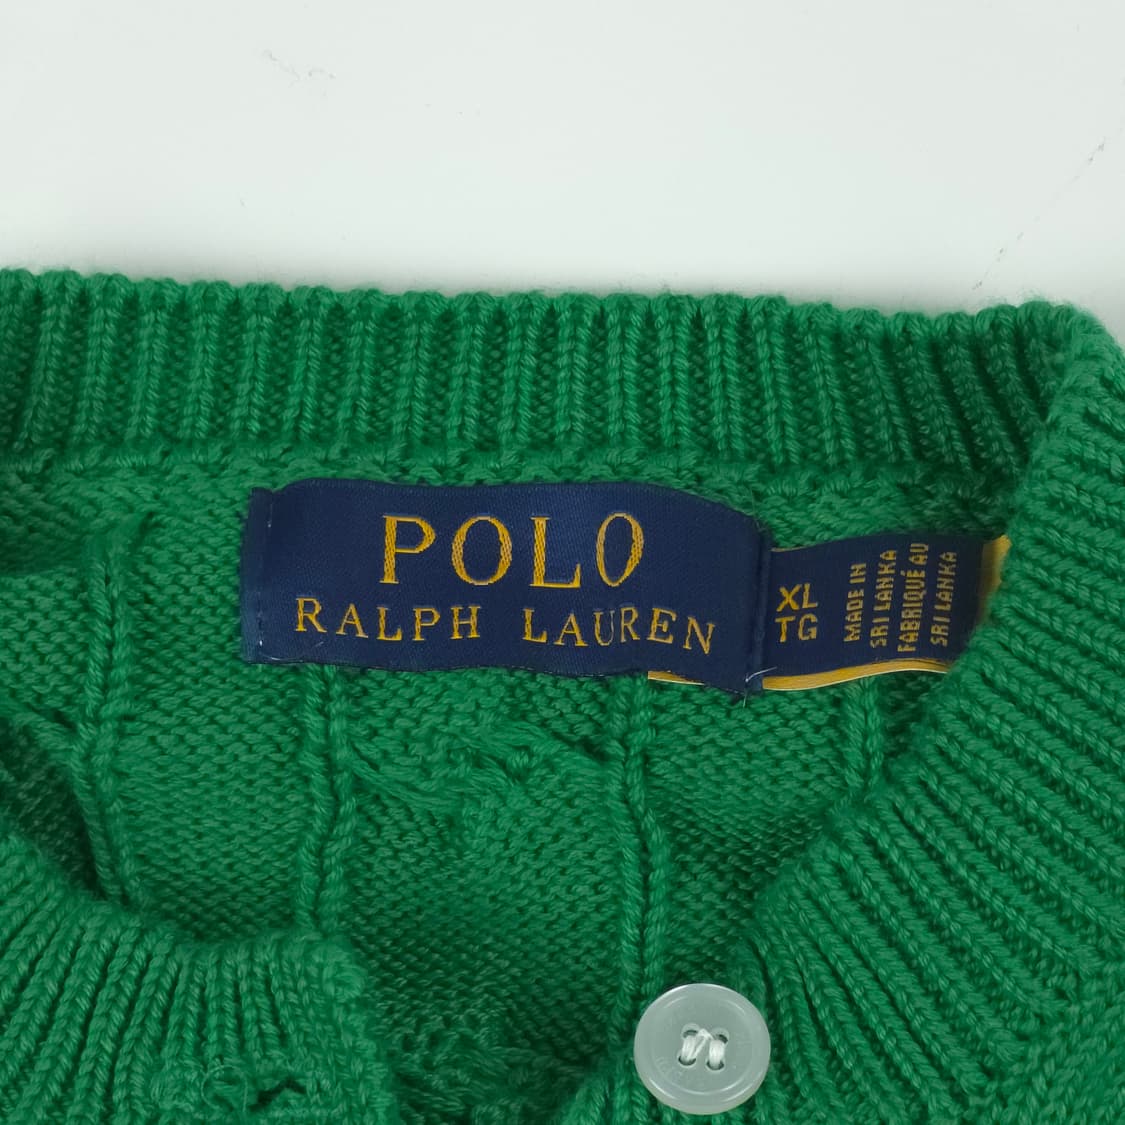 POLO
RALPH LAUREN
XL
TG
MADE IN
SRI LANKA
FABRIQUÉ AU
SRI LANKA